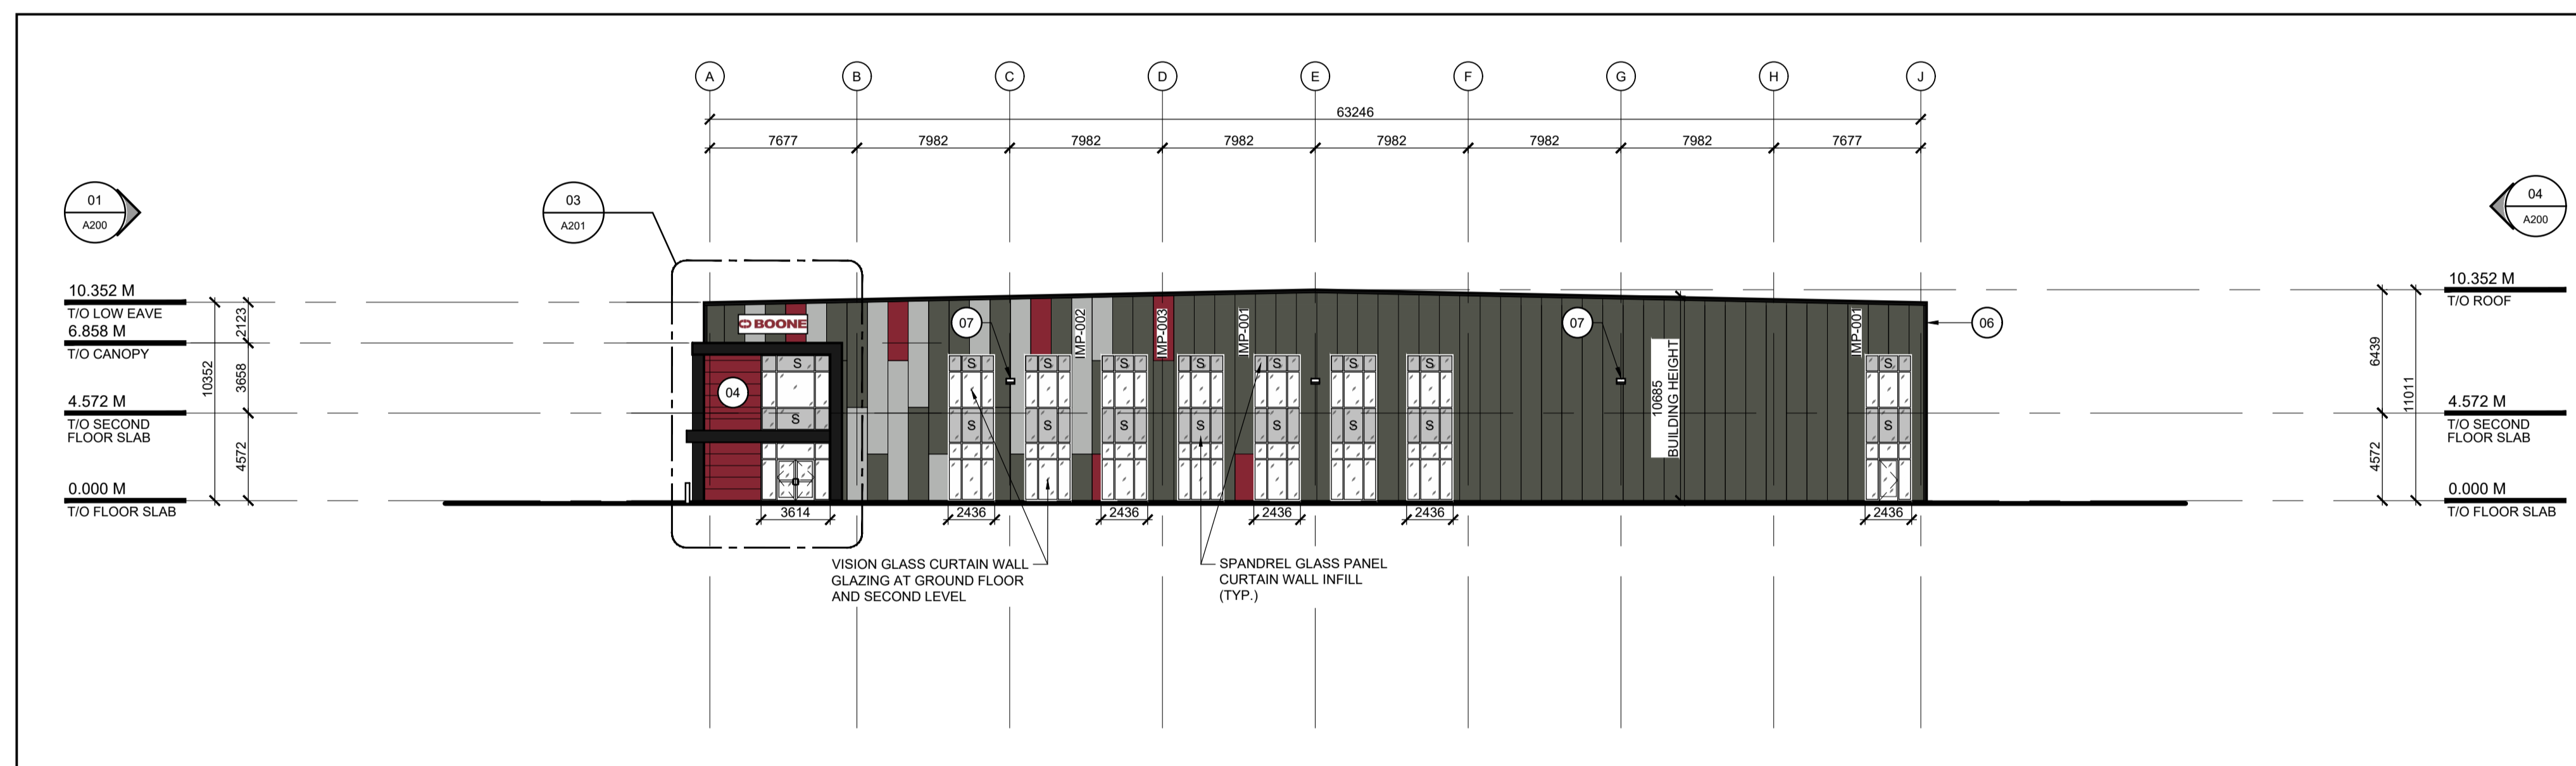 A B C D E F G H J
63246
7677 7982 7982 7982 7982 7982 7982 7677
01
A200
03
A201
04
A200
10.352 M
T/O LOW EAVE
6.858 M
T/O CANOPY
4.572 M
T/O SECOND
FLOOR SLAB
0.000 M
T/O FLOOR SLAB
10352
2123
3658
4572
BOONE
04
S
S
07
IMP-002
IMP-003
IMP-001
07
IMP-001
06
S S S S S S S S
S S S S S S S S
10685
BUILDING HEIGHT
3614 2436 2436 2436 2436 2436
VISION GLASS CURTAIN WALL
GLAZING AT GROUND FLOOR
AND SECOND LEVEL
SPANDREL GLASS PANEL
CURTAIN WALL INFILL
(TYP.)
10.352 M
T/O ROOF
4.572 M
T/O SECOND
FLOOR SLAB
0.000 M
T/O FLOOR SLAB
6439
4572
11011